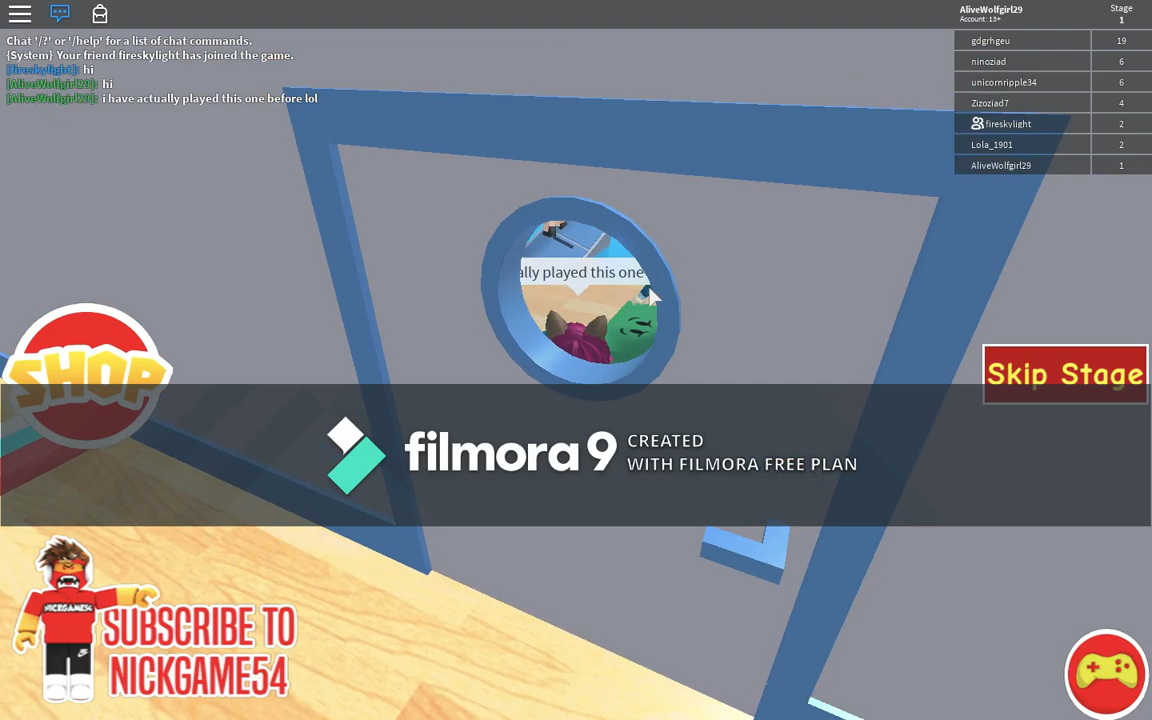 AliveWolfgirl29
Account: 13+
Stage
1
Chat '/?' or '/help' for a list of chat commands.
{System} Your friend fireskylight has joined the game.
[fireskylight]: hi
[AliveWolfgirl29]: hi
[AliveWolfgirl29]: i have actually played this one before lol
gdgrhgeu 19
ninoziad 6
unicornripple34 6
Zizoziad7 4
fireskylight 2
Lola_1901 2
AliveWolfgirl29 1
ally played this one
SHOP
Skip Stage
filmora 9
CREATED
WITH FILMORA FREE PLAN
NICKGAME54
SUBSCRIBE TO
NICKGAME54